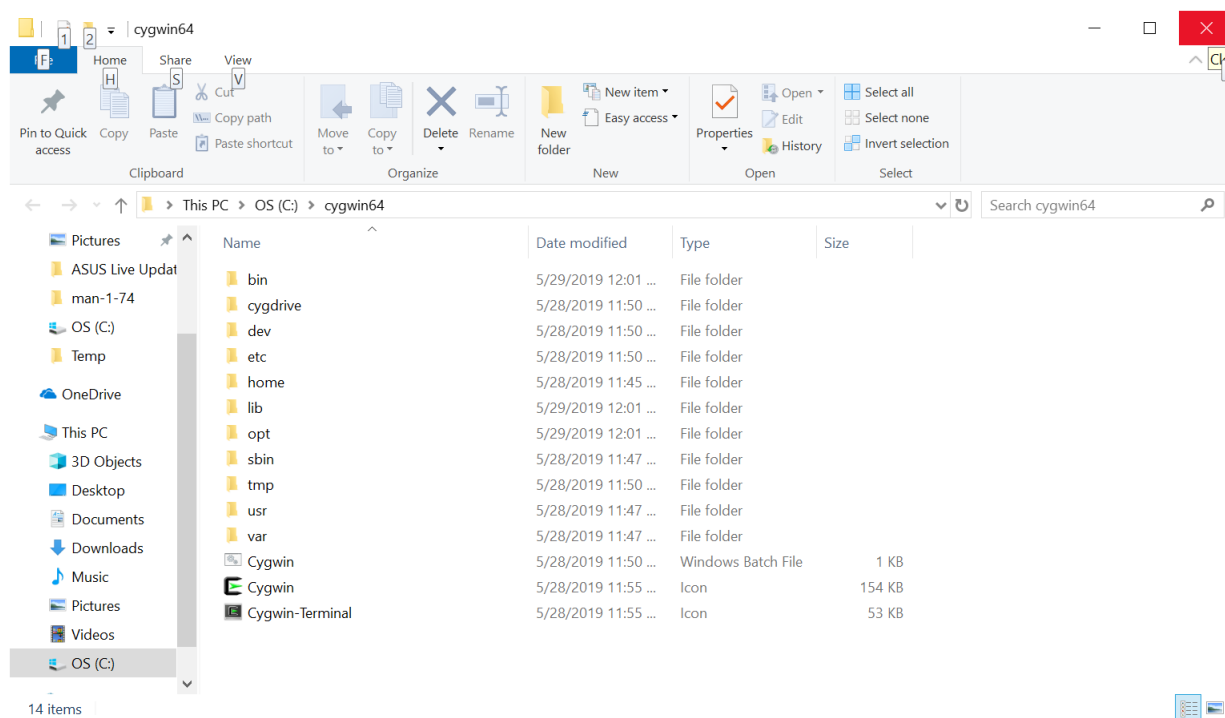 1 2 cygwin64
F Home Share View
H S V
Pin to Quick access
Copy
Paste
Cut
Copy path
Paste shortcut
Clipboard
Move to
Copy to
Delete
Rename
Organize
New folder
New item
Easy access
New
Properties
Open
Edit
History
Open
Select all
Select none
Invert selection
Select
This PC > OS (C:) > cygwin64
Search cygwin64
Pictures
ASUS Live Updat
man-1-74
OS (C:)
Temp
OneDrive
This PC
3D Objects
Desktop
Documents
Downloads
Music
Pictures
Videos
OS (C:)
Name Date modified Type Size
bin 5/29/2019 12:01 ... File folder
cygdrive 5/28/2019 11:50 ... File folder
dev 5/28/2019 11:50 ... File folder
etc 5/28/2019 11:50 ... File folder
home 5/28/2019 11:45 ... File folder
lib 5/29/2019 12:01 ... File folder
opt 5/29/2019 12:01 ... File folder
sbin 5/28/2019 11:47 ... File folder
tmp 5/28/2019 11:50 ... File folder
usr 5/28/2019 11:47 ... File folder
var 5/28/2019 11:47 ... File folder
Cygwin 5/28/2019 11:50 ... Windows Batch File 1 KB
Cygwin 5/28/2019 11:55 ... Icon 154 KB
Cygwin-Terminal 5/28/2019 11:55 ... Icon 53 KB
14 items